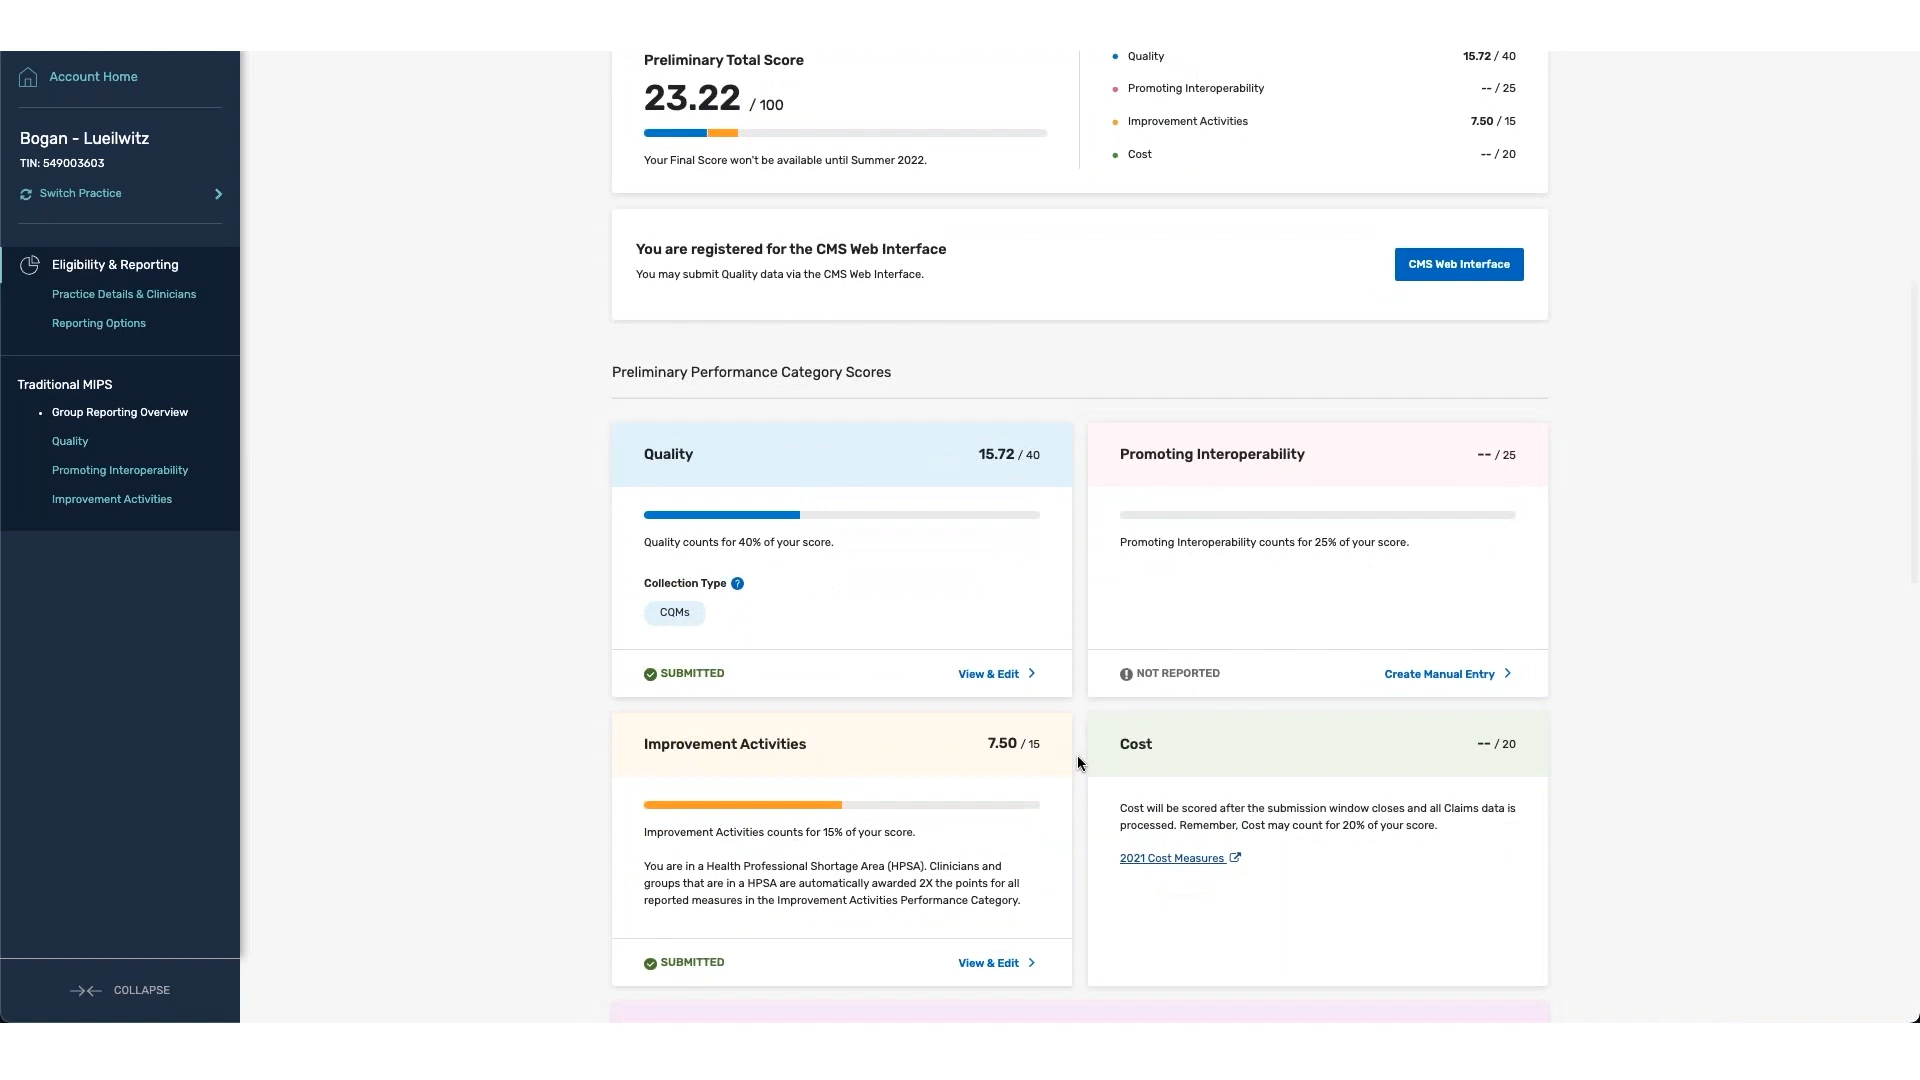 Account Home
Bogan - Lueilwitz
TIN: 549003603
Switch Practice
Eligibility & Reporting
Practice Details & Clinicians
Reporting Options
Traditional MIPS
Group Reporting Overview
Quality
Promoting Interoperability
Improvement Activities
COLLAPSE
Preliminary Total Score
23.22 / 100
Your Final Score won't be available until Summer 2022.
Quality 15.72 / 40
Promoting Interoperability -- / 25
Improvement Activities 7.50 / 15
Cost -- / 20
You are registered for the CMS Web Interface
You may submit Quality data via the CMS Web Interface.
CMS Web Interface
Preliminary Performance Category Scores
Quality 15.72 / 40
Quality counts for 40% of your score.
Collection Type ?
CQMs
SUBMITTED View & Edit
Promoting Interoperability -- / 25
Promoting Interoperability counts for 25% of your score.
NOT REPORTED Create Manual Entry
Improvement Activities 7.50 / 15
Improvement Activities counts for 15% of your score.
You are in a Health Professional Shortage Area (HPSA). Clinicians and
groups that are in a HPSA are automatically awarded 2X the points for all
reported measures in the Improvement Activities Performance Category.
SUBMITTED View & Edit
Cost -- / 20
Cost will be scored after the submission window closes and all Claims data is
processed. Remember, Cost may count for 20% of your score.
2021 Cost Measures